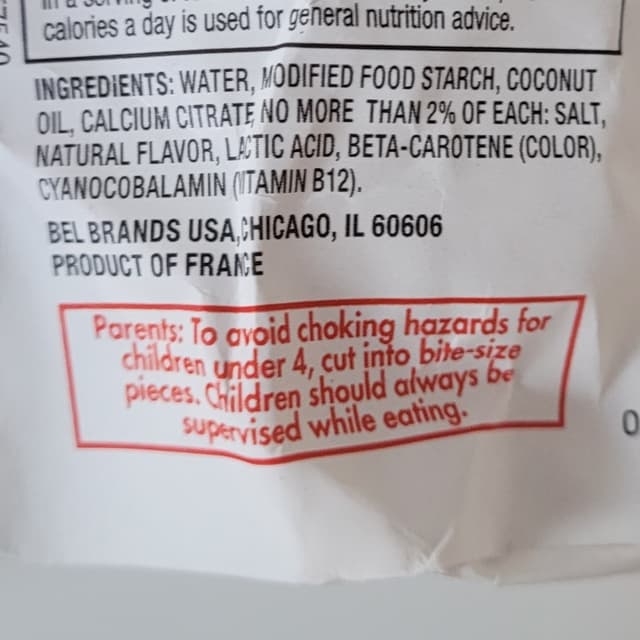 calories a day is used for general nutrition advice.
INGREDIENTS: WATER, MODIFIED FOOD STARCH, COCONUT
OIL, CALCIUM CITRATE, NO MORE THAN 2% OF EACH: SALT,
NATURAL FLAVOR, LACTIC ACID, BETA-CAROTENE (COLOR),
CYANOCOBALAMIN (VITAMIN B12).
BEL BRANDS USA, CHICAGO, IL 60606
PRODUCT OF FRANCE
Parents: To avoid choking hazards for
children under 4, cut into bite-size
pieces. Children should always be
supervised while eating.